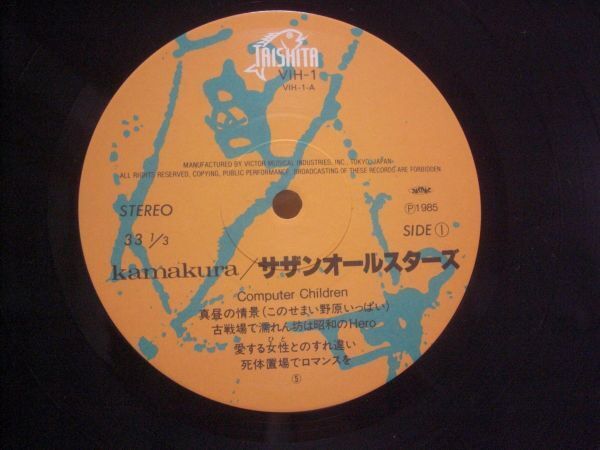 TAISHITA
VIH-1
VIH-1-A
MANUFACTURED BY VICTOR MUSICAL INDUSTRIES, INC., TOKYO, JAPAN.
ALL RIGHTS RESERVED, COPYING, PUBLIC PERFORMANCE, BROADCASTING OF THESE RECORDS ARE FORBIDDEN
STEREO
Ⓟ1985
33 1/3
SIDE ①
kamakura/サザンオールスターズ
Computer Children
真昼の情景(このせまい野原いっぱい)
古戦場で濡れん坊は昭和のHero
ひと
愛する女性とのすれ違い
死体置場でロマンスを
⑤